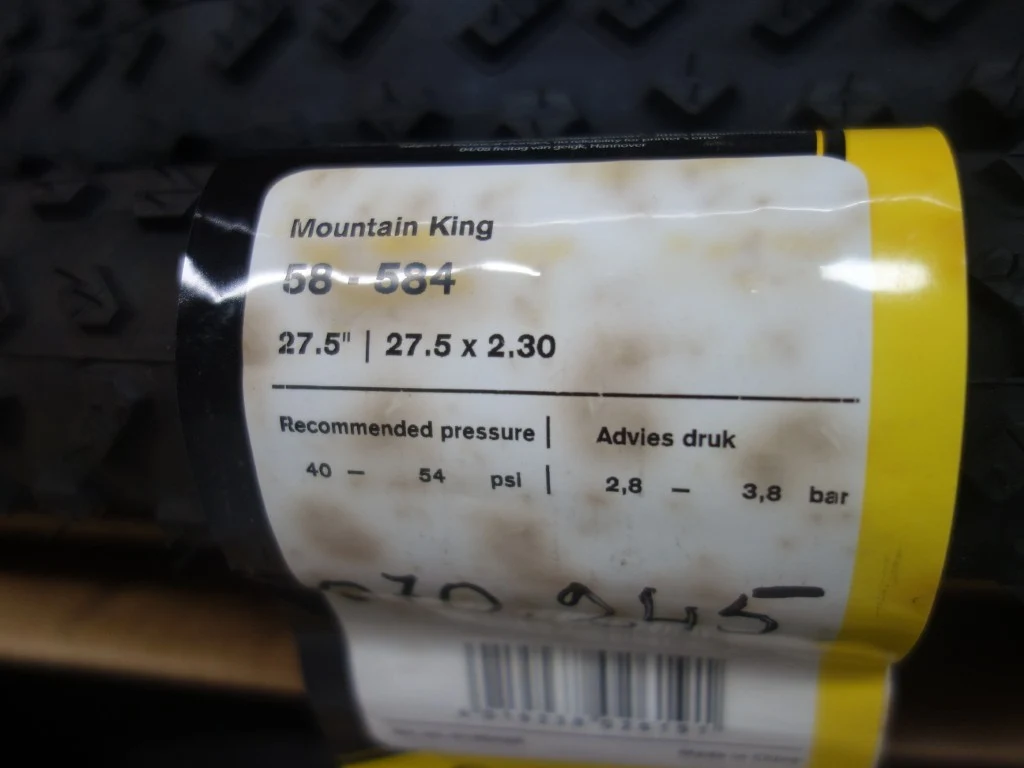 Mountain King
58 - 584
27.5" | 27.5 x 2.30
Recommended pressure | Advies druk
40 – 54 psi | 2,8 – 3,8 bar